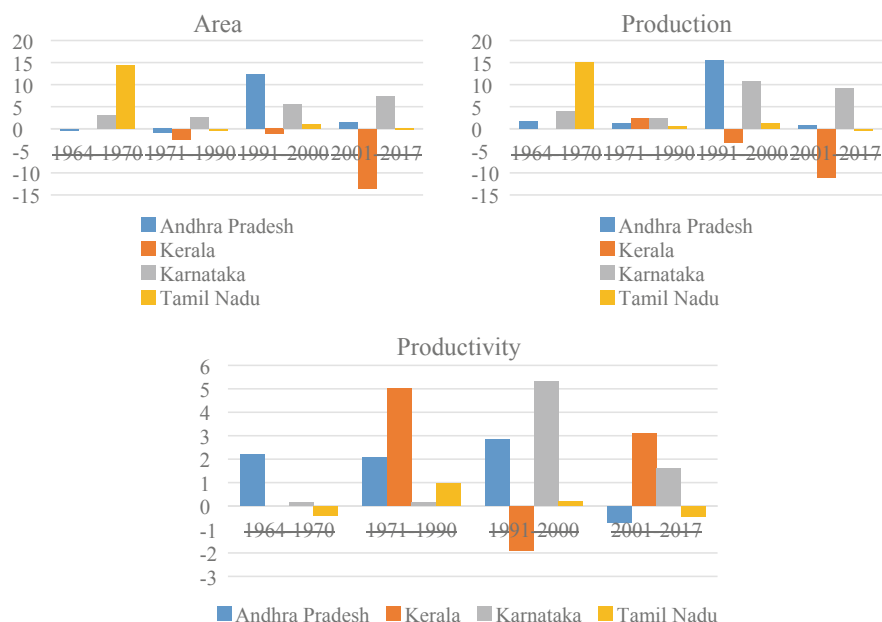 Area
20
15
10
5
0
-5
-10
-15
1964 1970 1971 1990 1991 2000 2001 2017
Andhra Pradesh
Kerala
Karnataka
Tamil Nadu
Production
20
15
10
5
0
-5
-10
-15
1964 1970 1971 1990 1991 2000 2001 2017
Andhra Pradesh
Kerala
Karnataka
Tamil Nadu
Productivity
6
5
4
3
2
1
0
-1
-2
-3
1964 1970 1971 1990 1991 2000 2001 2017
Andhra Pradesh Kerala Karnataka Tamil Nadu